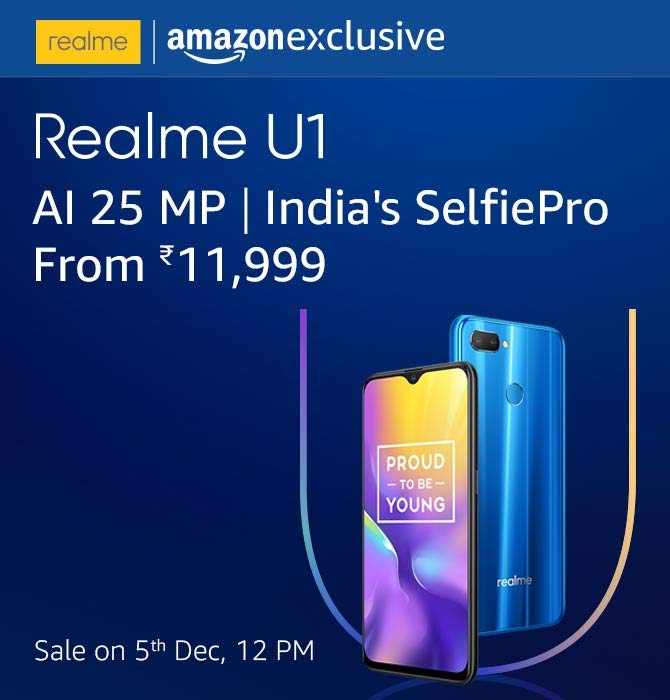 realme | amazonexclusive
Realme U1
AI 25 MP | India's SelfiePro
From ₹11,999
PROUD
— TO BE —
YOUNG
realme
Sale on 5th Dec, 12 PM